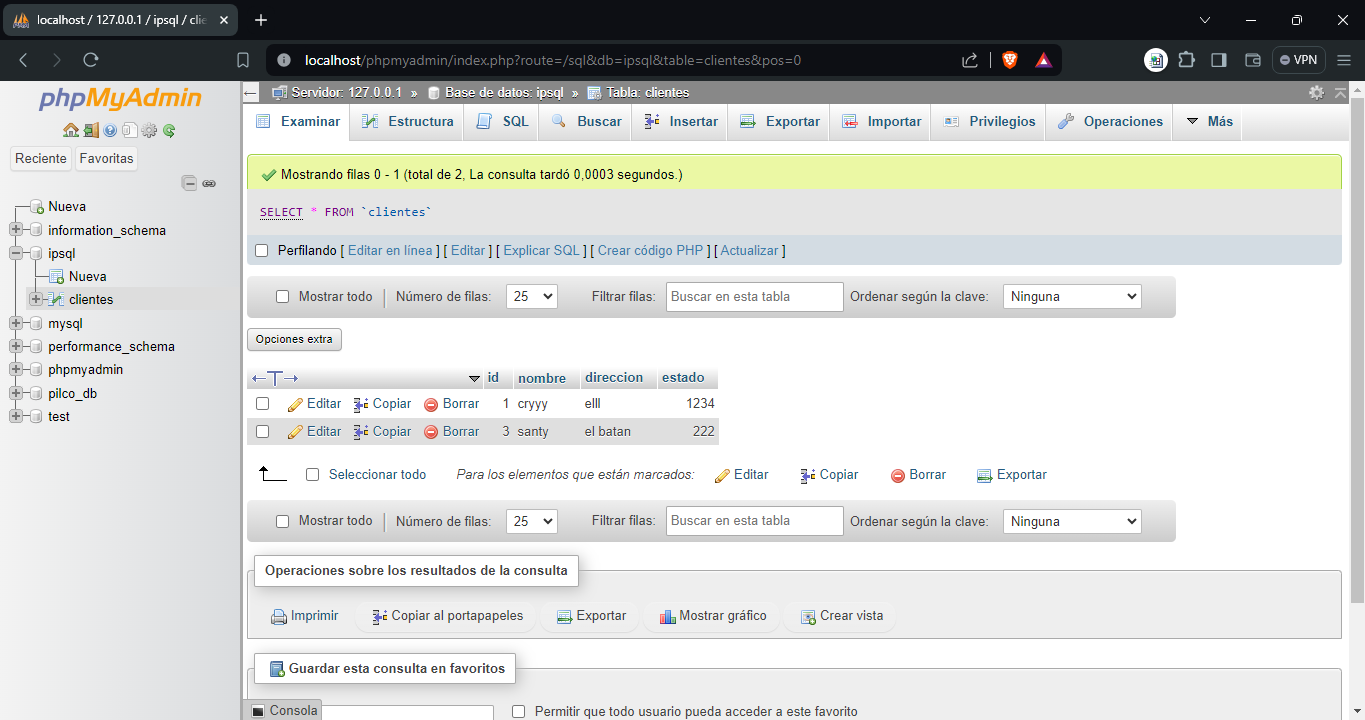 localhost / 127.0.0.1 / ipsql / clie
localhost/phpmyadmin/index.php?route=/sql&db=ipsql&table=clientes&pos=0
VPN
phpMyAdmin
Reciente Favoritas
Nueva
information_schema
ipsql
Nueva
clientes
mysql
performance_schema
phpmyadmin
pilco_db
test
Servidor: 127.0.0.1 » Base de datos: ipsql » Tabla: clientes
Examinar Estructura SQL Buscar Insertar Exportar Importar Privilegios Operaciones Más
Mostrando filas 0 - 1 (total de 2, La consulta tardó 0,0003 segundos.)
SELECT * FROM `clientes`
Perfilando [ Editar en línea ] [ Editar ] [ Explicar SQL ] [ Crear código PHP ] [ Actualizar ]
Mostrar todo | Número de filas: 25 Filtrar filas: Buscar en esta tabla Ordenar según la clave: Ninguna
Opciones extra
←T→ id nombre direccion estado
Editar Copiar Borrar 1 cryyy elll 1234
Editar Copiar Borrar 3 santy el batan 222
Seleccionar todo Para los elementos que están marcados: Editar Copiar Borrar Exportar
Mostrar todo | Número de filas: 25 Filtrar filas: Buscar en esta tabla Ordenar según la clave: Ninguna
Operaciones sobre los resultados de la consulta
Imprimir Copiar al portapapeles Exportar Mostrar gráfico Crear vista
Guardar esta consulta en favoritos
Consola Permitir que todo usuario pueda acceder a este favorito